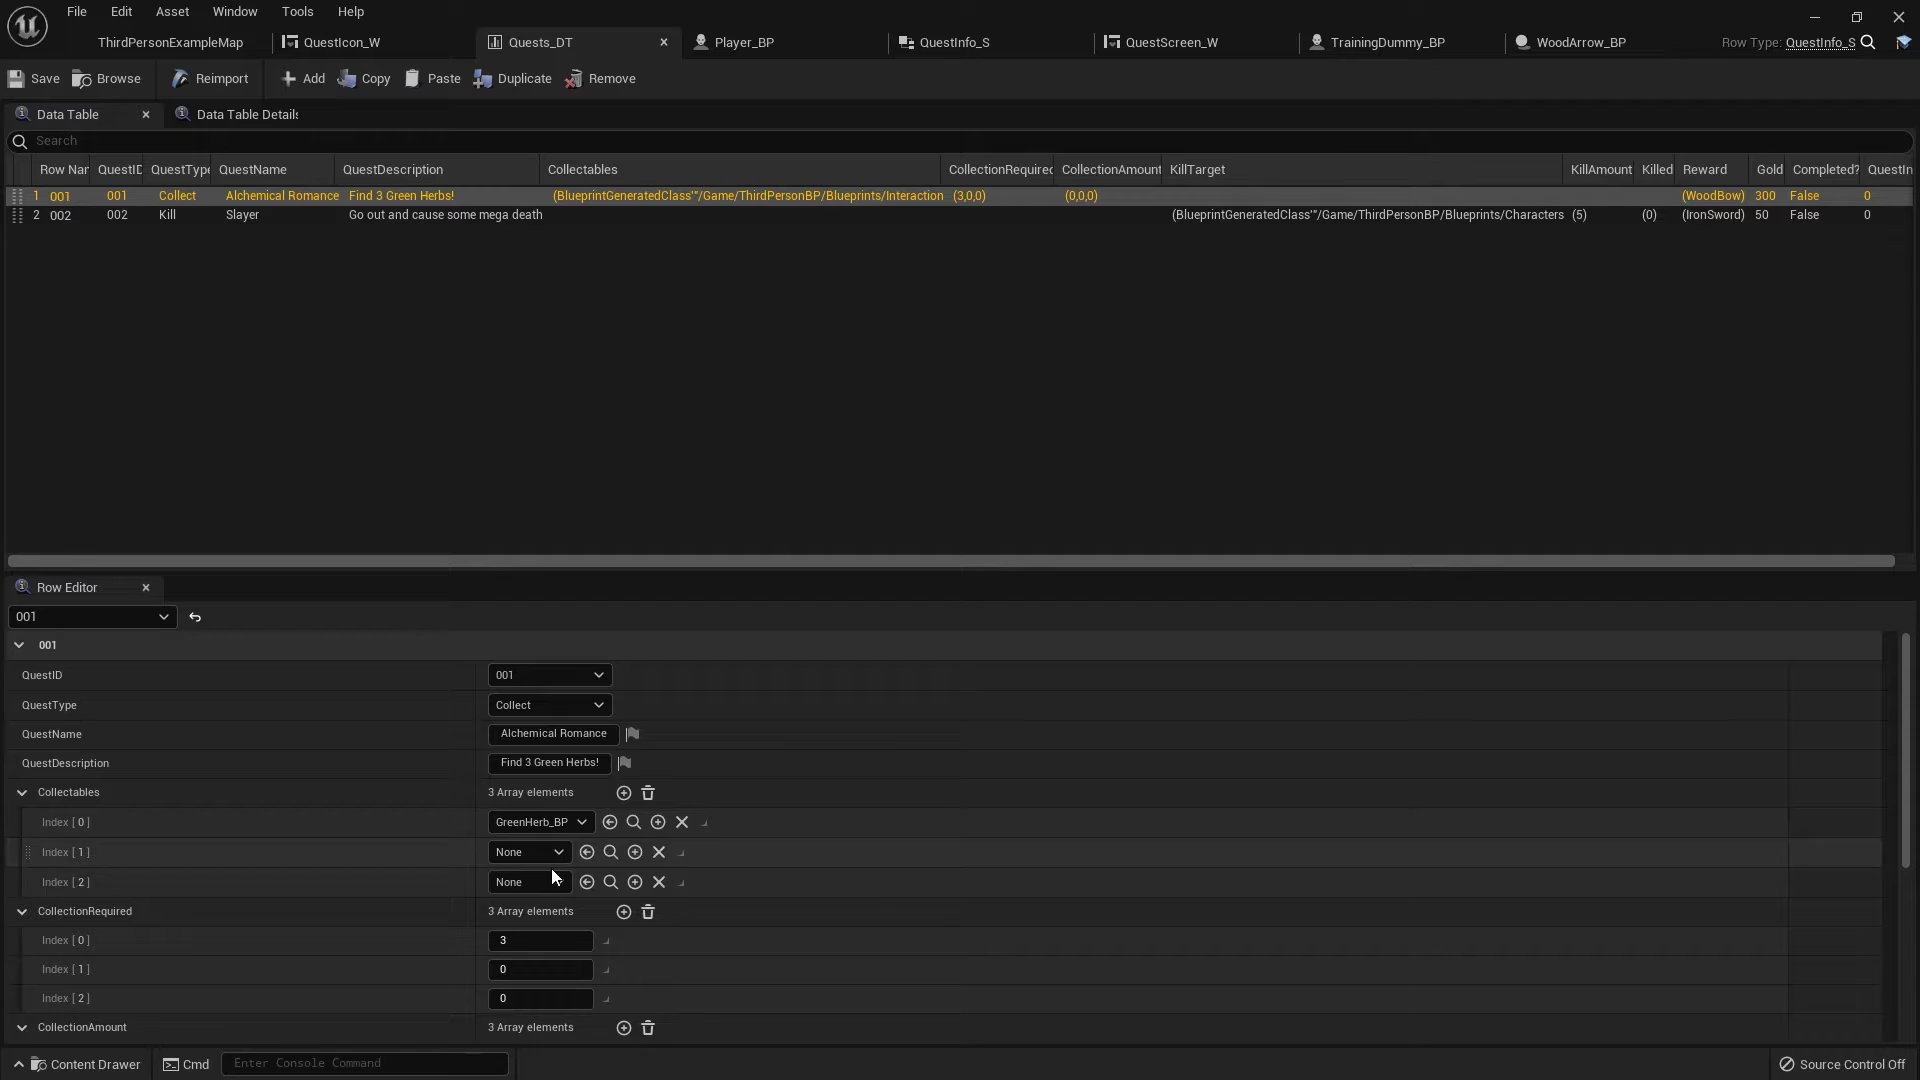 File Edit Asset Window Tools Help
ThirdPersonExampleMap QuestIcon_W Quests_DT Player_BP QuestInfo_S QuestScreen_W TrainingDummy_BP WoodArrow_BP Row Type: QuestInfo_S
Save Browse Reimport Add Copy Paste Duplicate Remove
Data Table Data Table Details
Search
Row Nar QuestID QuestType QuestName QuestDescription Collectables CollectionRequired CollectionAmount KillTarget KillAmount Killed Reward Gold Completed? QuestIn
1 001 001 Collect Alchemical Romance Find 3 Green Herbs! (BlueprintGeneratedClass'"/Game/ThirdPersonBP/Blueprints/Interaction (3,0,0) (0,0,0) (WoodBow) 300 False 0
2 002 002 Kill Slayer Go out and cause some mega death (BlueprintGeneratedClass'"/Game/ThirdPersonBP/Blueprints/Characters (5) (0) (IronSword) 50 False 0
Row Editor
001
001
QuestID 001
QuestType Collect
QuestName Alchemical Romance
QuestDescription Find 3 Green Herbs!
Collectables 3 Array elements
Index [ 0 ] GreenHerb_BP
Index [ 1 ] None
Index [ 2 ] None
CollectionRequired 3 Array elements
Index [ 0 ] 3
Index [ 1 ] 0
Index [ 2 ] 0
CollectionAmount 3 Array elements
Content Drawer Cmd Enter Console Command Source Control Off